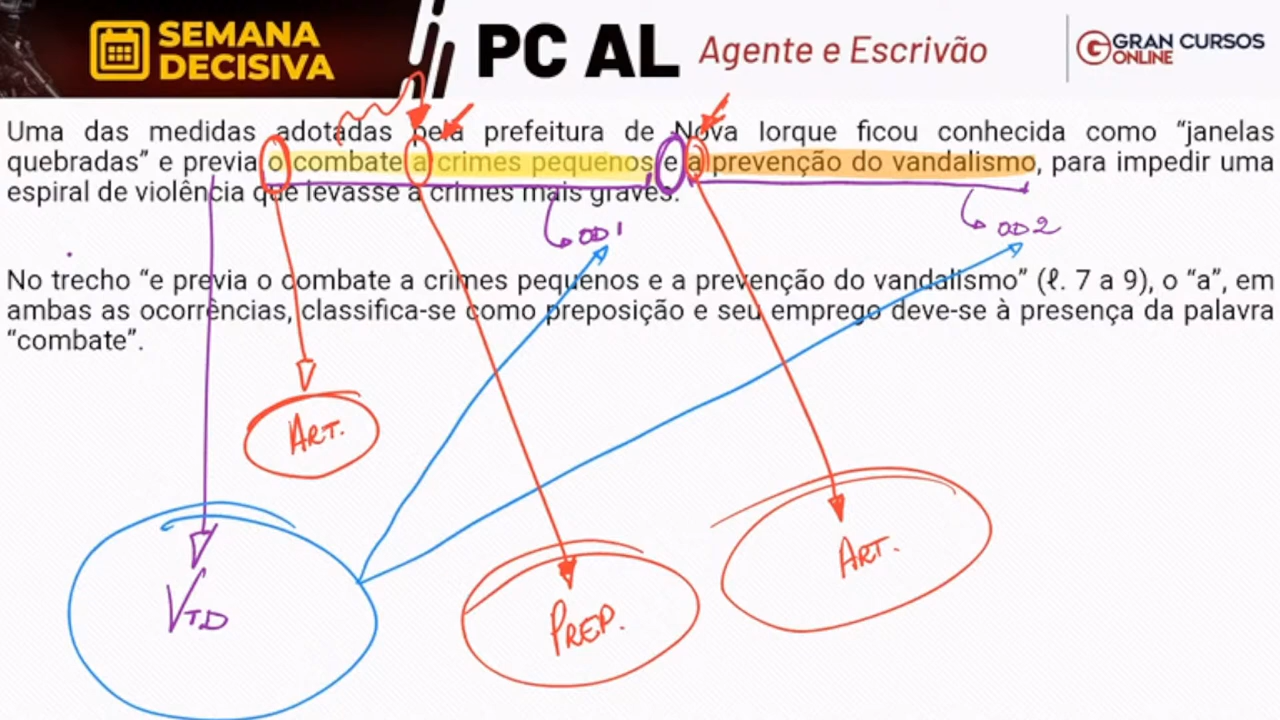 SEMANA
DECISIVA
PC AL Agente e Escrivão
GRAN CURSOS
ONLINE
Uma das medidas adotadas pela prefeitura de Nova Iorque ficou conhecida como “janelas
quebradas” e previa o combate a crimes pequenos e a prevenção do vandalismo, para impedir uma
espiral de violência que levasse a crimes mais graves.
OD1
OD2
No trecho “e previa o combate a crimes pequenos e a prevenção do vandalismo” (ℓ. 7 a 9), o “a”, em
ambas as ocorrências, classifica-se como preposição e seu emprego deve-se à presença da palavra
“combate”.
ART.
ART.
VTD
PREP.